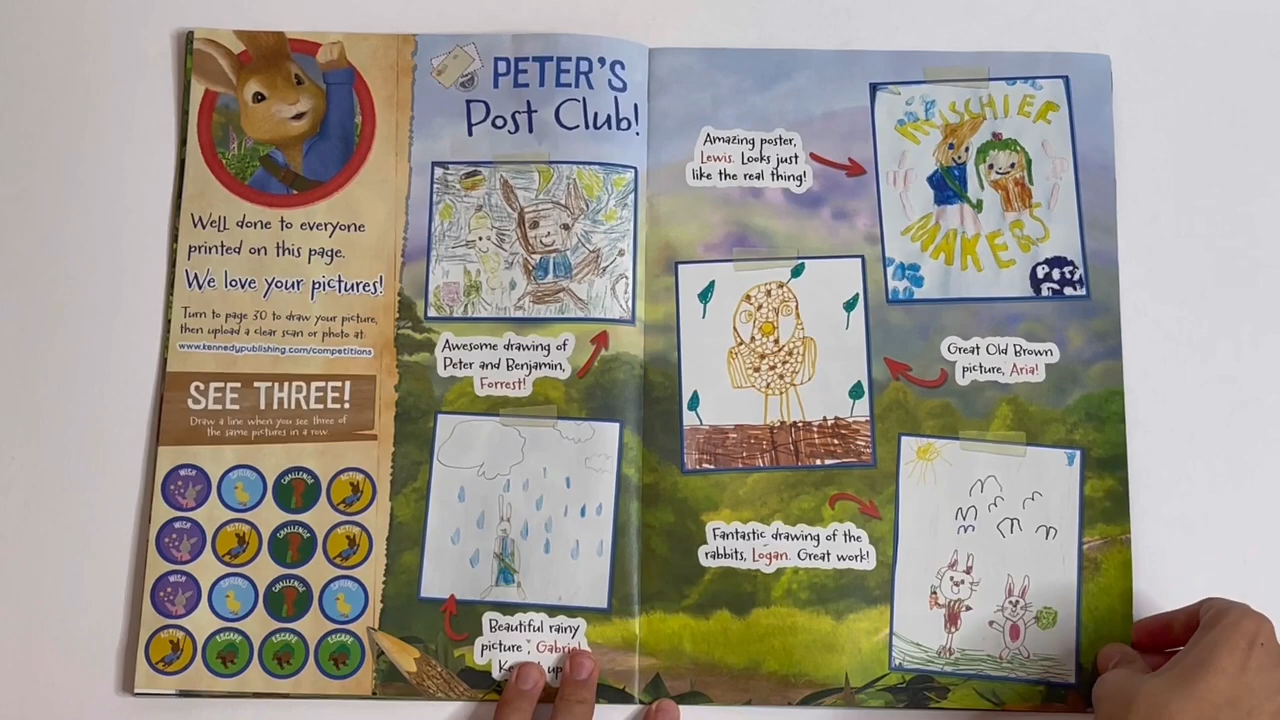 PETER'S
Post Club!
Well done to everyone
printed on this page.
We love your pictures!
Turn to page 30 to draw your picture,
then upload a clear scan or photo at:
www.kennedypublishing.com/competitions
SEE THREE!
Draw a line when you see three of
the same pictures in a row.
WISH SPRING CHALLENGE ACTIVE
WISH ACTIVE CHALLENGE ACTIVE
WISH SPRING CHALLENGE SPRING
ACTIVE ESCAPE ESCAPE ESCAPE
Awesome drawing of
Peter and Benjamin,
Forrest!
Beautiful rainy
picture, Gabriel
up
Amazing poster,
Lewis. Looks just
like the real thing!
MISCHIEF
MAKERS
Great Old Brown
picture, Aria!
Fantastic drawing of the
rabbits, Logan. Great work!